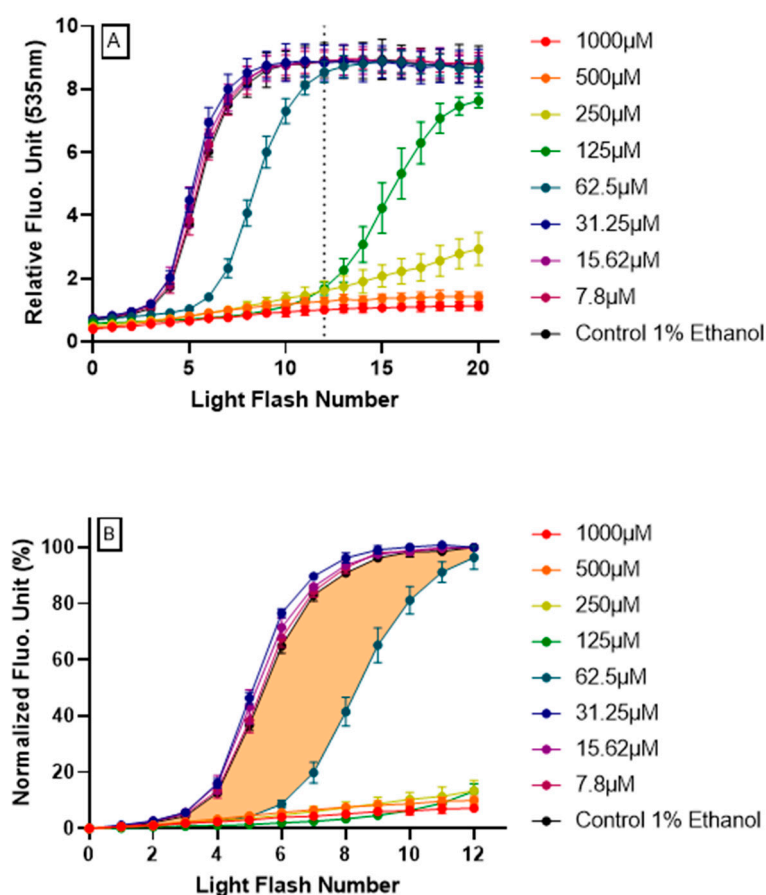 A
10
8
6
4
2
0
Relative Fluo. Unit (535nm)
0 5 10 15 20
Light Flash Number
1000µM
500µM
250µM
125µM
62.5µM
31.25µM
15.62µM
7.8µM
Control 1% Ethanol
B
100
80
60
40
20
0
Normalized Fluo. Unit (%)
0 2 4 6 8 10 12
Light Flash Number
1000µM
500µM
250µM
125µM
62.5µM
31.25µM
15.62µM
7.8µM
Control 1% Ethanol